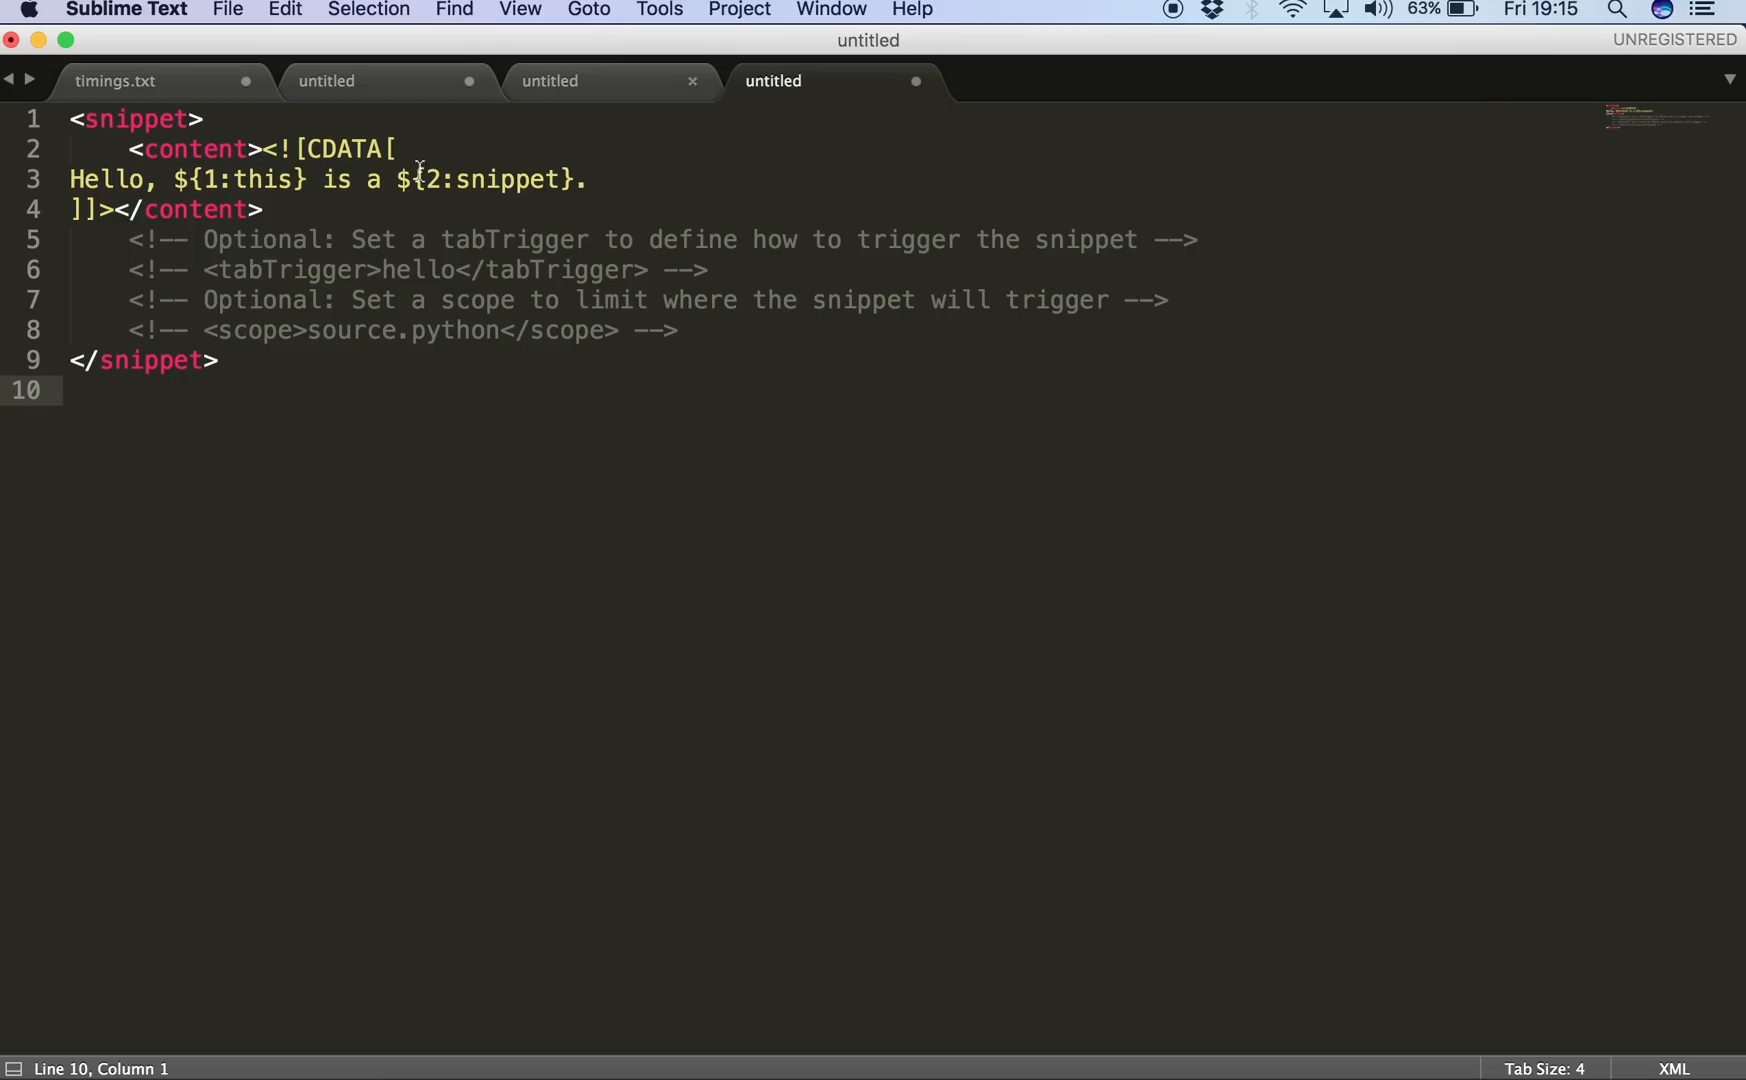 Sublime Text File Edit Selection Find View Goto Tools Project Window Help 63% Fri 19:15
untitled UNREGISTERED
timings.txt untitled untitled untitled
1 <snippet>
2     <content><![CDATA[
3 Hello, ${1:this} is a ${2:snippet}.
4 ]]></content>
5     <!-- Optional: Set a tabTrigger to define how to trigger the snippet -->
6     <!-- <tabTrigger>hello</tabTrigger> -->
7     <!-- Optional: Set a scope to limit where the snippet will trigger -->
8     <!-- <scope>source.python</scope> -->
9 </snippet>
10
Line 10, Column 1 Tab Size: 4 XML